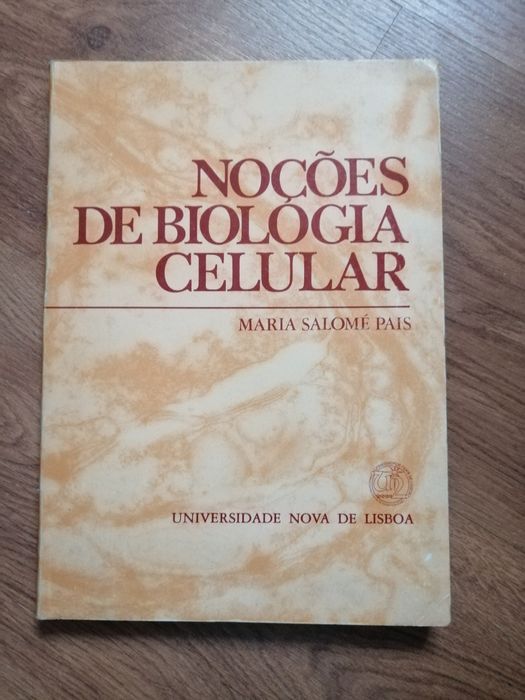 NOÇÕES
DE BIOLOGIA
CELULAR
MARIA SALOMÉ PAIS
UNIVERSIDADE NOVA DE LISBOA